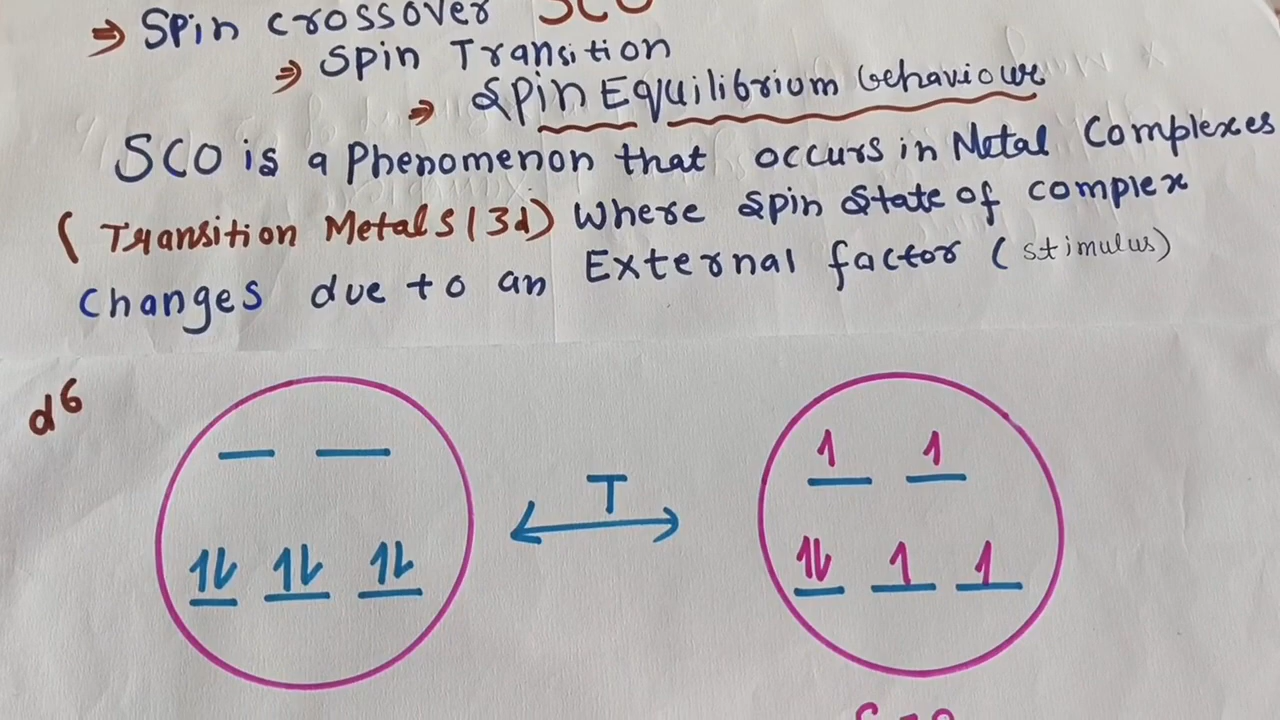 ⇒ Spin crossover SCO
⇒ Spin Transition
⇒ Spin Equilibrium behaviour
SCO is a Phenomenon that occurs in Metal Complexes
( Transition Metals (3d) Where Spin State of complex
Changes due to an External factor (stimulus)
d⁶
T